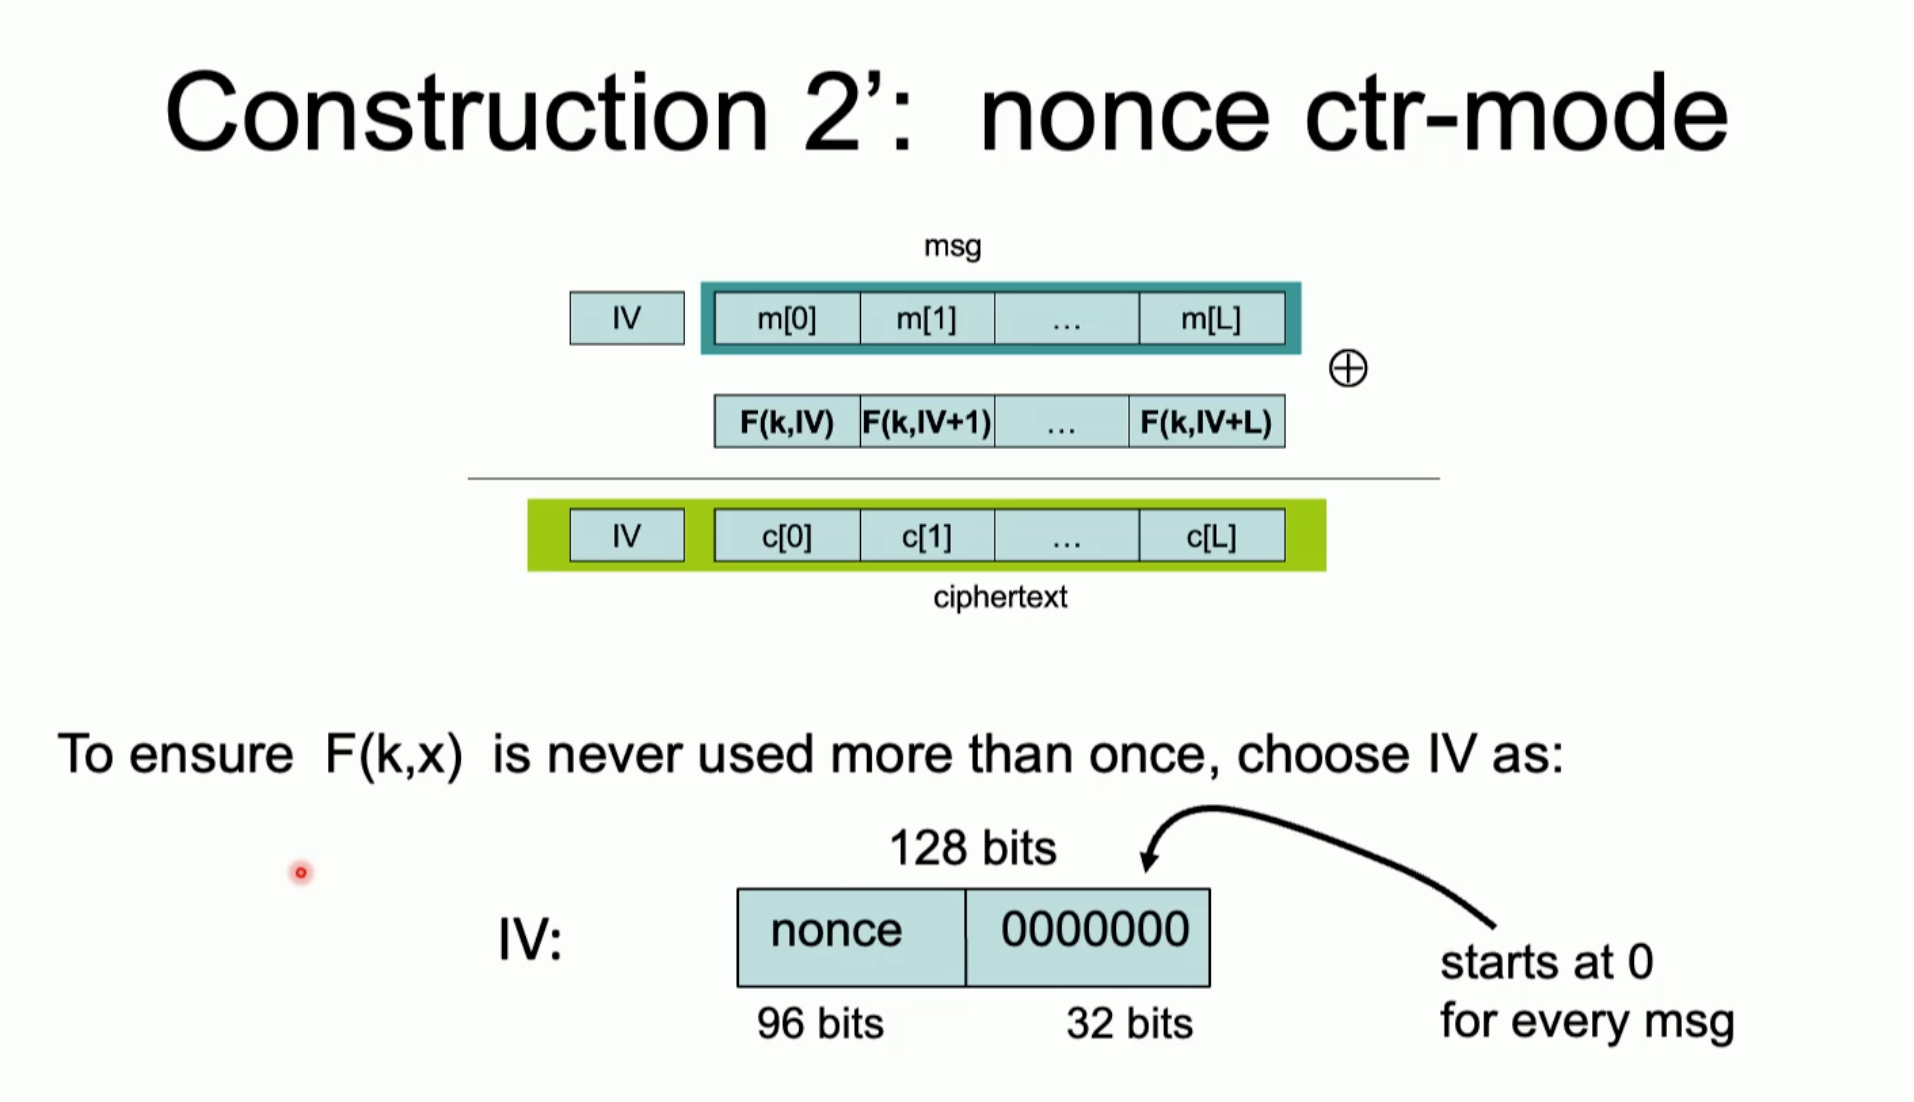 Construction 2’: nonce ctr-mode
msg
IV m[0] m[1] … m[L]
⊕
F(k,IV) F(k,IV+1) … F(k,IV+L)
IV c[0] c[1] … c[L]
ciphertext
To ensure F(k,x) is never used more than once, choose IV as:
128 bits
IV: nonce 0000000
96 bits 32 bits
starts at 0
for every msg